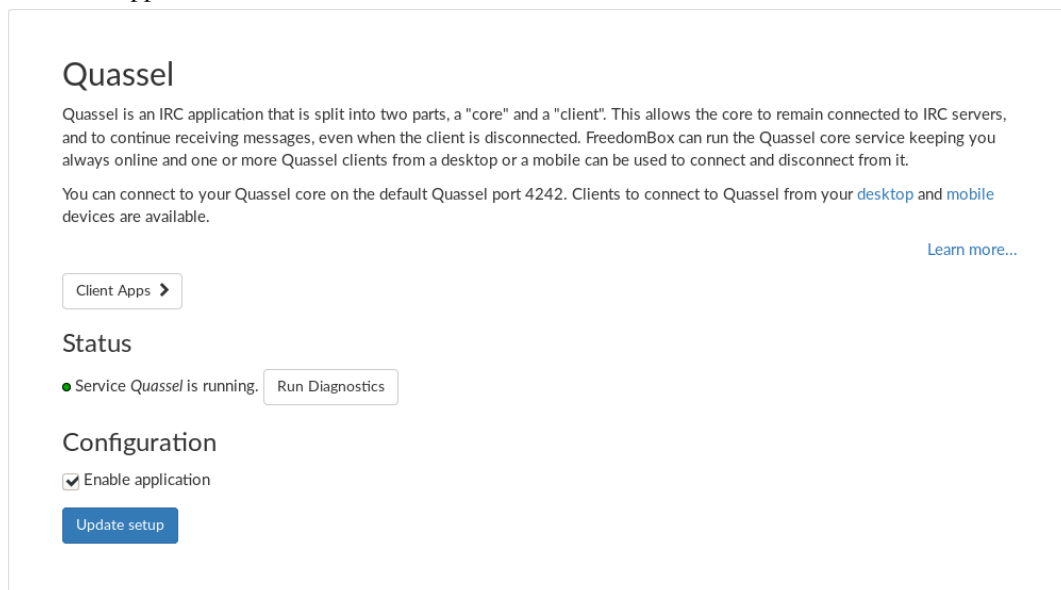 Quassel
Quassel is an IRC application that is split into two parts, a "core" and a "client". This allows the core to remain connected to IRC servers,
and to continue receiving messages, even when the client is disconnected. FreedomBox can run the Quassel core service keeping you
always online and one or more Quassel clients from a desktop or a mobile can be used to connect and disconnect from it.
You can connect to your Quassel core on the default Quassel port 4242. Clients to connect to Quassel from your desktop and mobile
devices are available.
Learn more...
Client Apps
Status
Service Quassel is running. Run Diagnostics
Configuration
Enable application
Update setup